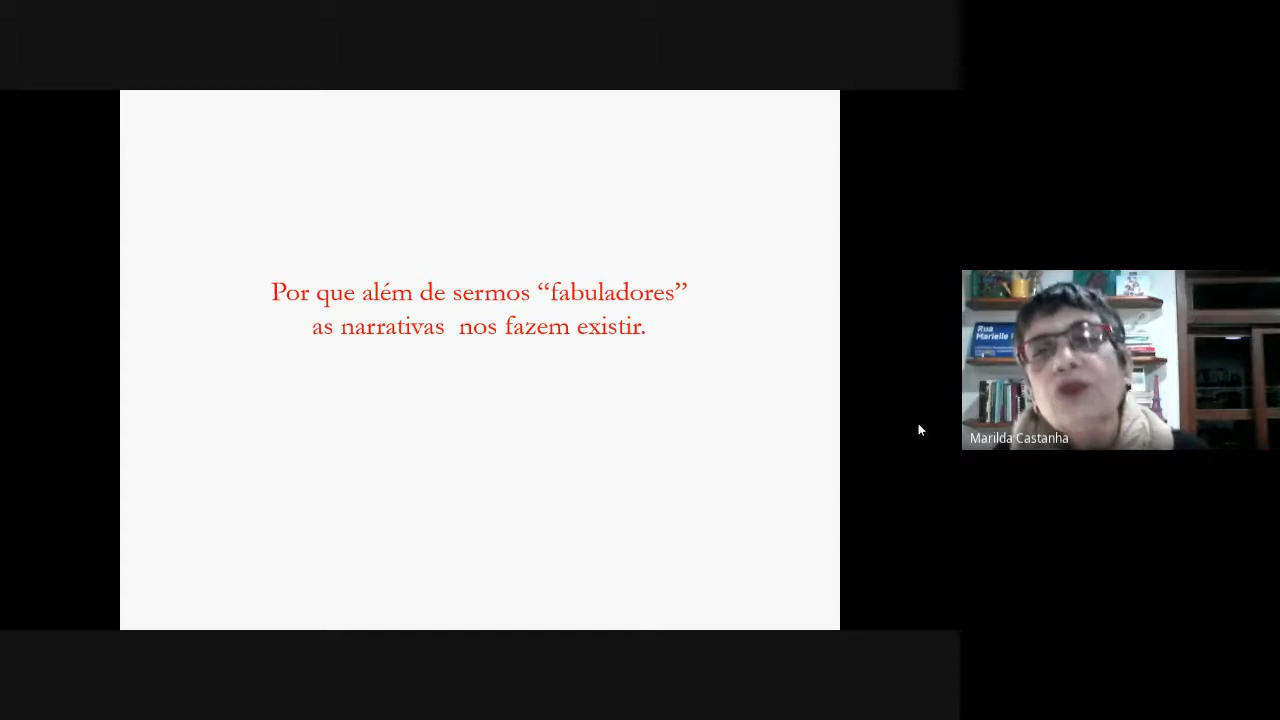 Por que além de sermos “fabuladores”
as narrativas  nos fazem existir.
Rua
Marielle
Marilda Castanha